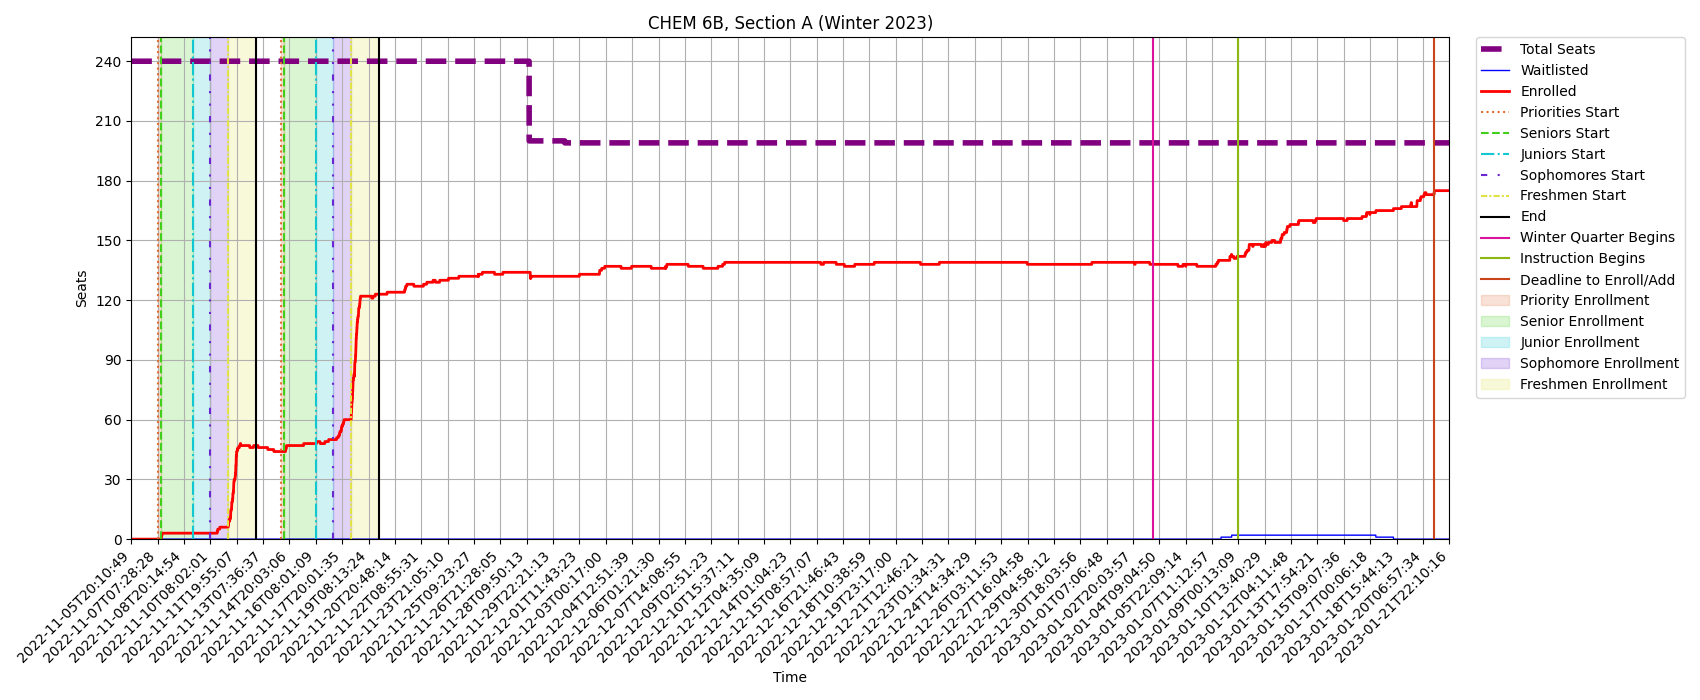 CHEM 6B, Section A (Winter 2023)
Seats
240
210
180
150
120
90
60
30
0
2022-11-05T20:10:49
2022-11-07T07:28:28
2022-11-08T20:14:54
2022-11-10T08:02:01
2022-11-11T19:55:07
2022-11-13T07:36:37
2022-11-14T20:03:06
2022-11-16T08:01:09
2022-11-17T20:01:35
2022-11-19T08:13:24
2022-11-20T20:48:14
2022-11-22T08:55:31
2022-11-23T21:05:10
2022-11-25T09:23:27
2022-11-26T21:28:05
2022-11-28T09:50:13
2022-11-29T22:21:13
2022-12-01T11:43:23
2022-12-03T00:17:00
2022-12-04T12:51:39
2022-12-06T01:21:30
2022-12-07T14:08:55
2022-12-09T02:51:23
2022-12-10T15:37:11
2022-12-12T04:35:09
2022-12-14T01:04:23
2022-12-15T08:57:07
2022-12-16T21:46:43
2022-12-18T10:38:59
2022-12-19T23:17:00
2022-12-21T12:46:21
2022-12-23T01:34:31
2022-12-24T14:34:29
2022-12-26T03:11:53
2022-12-27T16:04:58
2022-12-29T04:58:12
2022-12-30T18:03:56
2023-01-01T07:06:48
2023-01-02T20:03:57
2023-01-04T09:04:50
2023-01-05T22:09:14
2023-01-07T11:12:57
2023-01-09T00:13:09
2023-01-10T13:40:29
2023-01-12T04:11:48
2023-01-13T17:54:21
2023-01-15T09:07:36
2023-01-17T00:06:18
2023-01-18T15:44:13
2023-01-20T06:57:34
2023-01-21T22:10:16
Time
Total Seats
Waitlisted
Enrolled
Priorities Start
Seniors Start
Juniors Start
Sophomores Start
Freshmen Start
End
Winter Quarter Begins
Instruction Begins
Deadline to Enroll/Add
Priority Enrollment
Senior Enrollment
Junior Enrollment
Sophomore Enrollment
Freshmen Enrollment